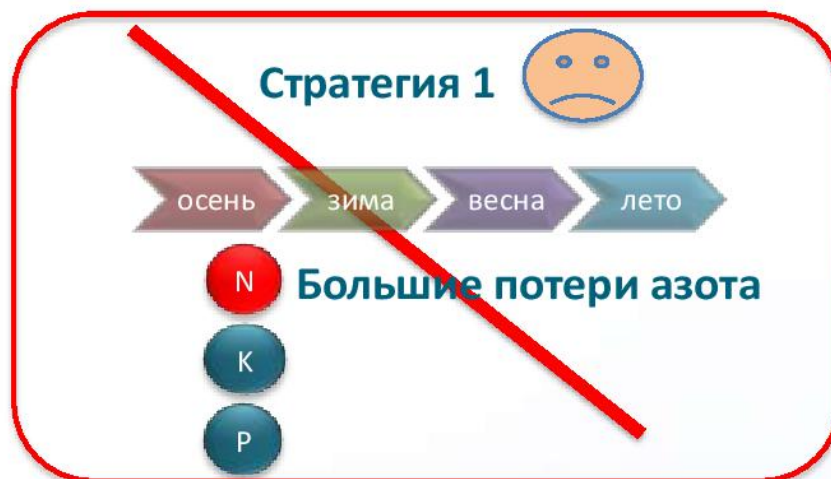 Стратегия 1
осень зима весна лето
N Большие потери азота
K
P